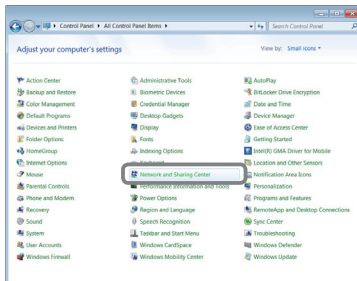 Control Panel ▸ All Control Panel Items ▸
Search Control Panel
Adjust your computer's settings
View by: Small icons
Action Center
Administrative Tools
AutoPlay
Backup and Restore
Biometric Devices
BitLocker Drive Encryption
Color Management
Credential Manager
Date and Time
Default Programs
Desktop Gadgets
Device Manager
Devices and Printers
Display
Ease of Access Center
Folder Options
Fonts
Getting Started
HomeGroup
Indexing Options
Intel(R) GMA Driver for Mobile
Internet Options
Keyboard
Location and Other Sensors
Mouse
Network and Sharing Center
Notification Area Icons
Parental Controls
Performance Information and Tools
Personalization
Phone and Modem
Power Options
Programs and Features
Recovery
Region and Language
RemoteApp and Desktop Connections
Sound
Speech Recognition
Sync Center
System
Taskbar and Start Menu
Troubleshooting
User Accounts
Windows CardSpace
Windows Defender
Windows Firewall
Windows Mobility Center
Windows Update